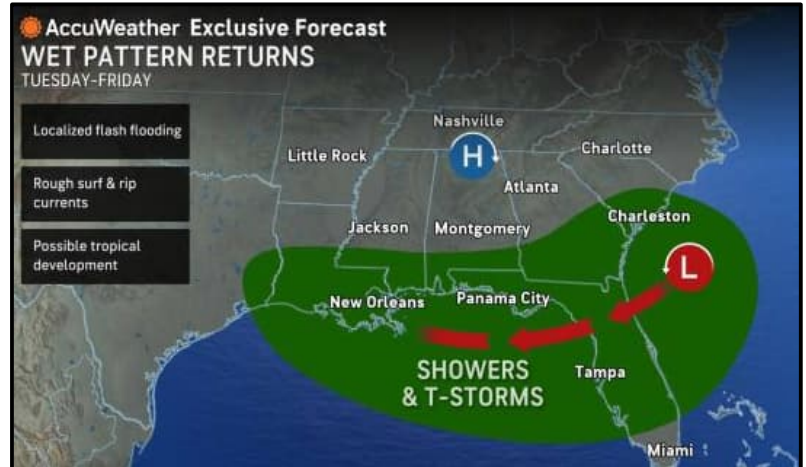 AccuWeather Exclusive Forecast
WET PATTERN RETURNS
TUESDAY-FRIDAY
Localized flash flooding
Rough surf & rip
currents
Possible tropical
development
Nashville
H
Little Rock
Charlotte
Atlanta
Charleston
Jackson
Montgomery
L
New Orleans
Panama City
SHOWERS
& T-STORMS
Tampa
Miami